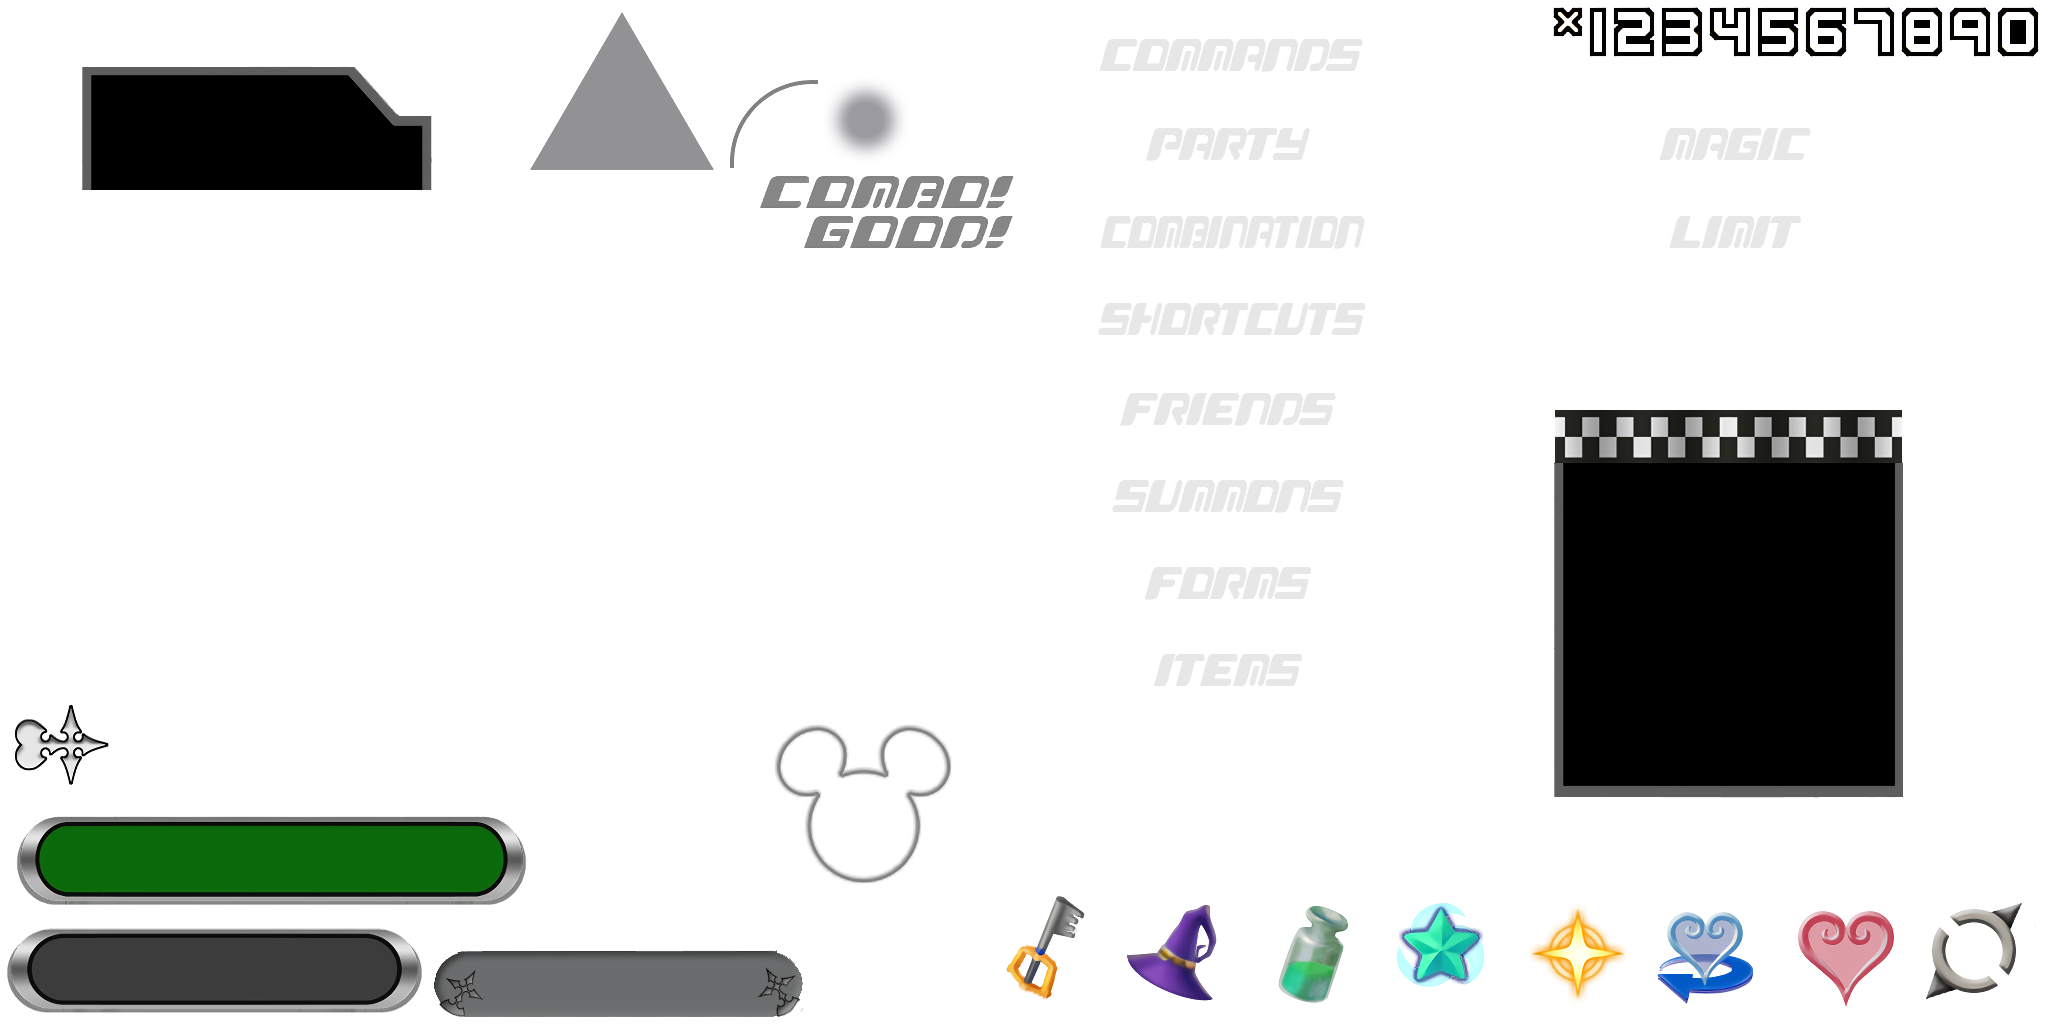 ×1234567890
COMMANDS
PARTY
MAGIC
COMBO!
GOOD!
COMBINATION
LIMIT
SHORTCUTS
FRIENDS
SUMMONS
FORMS
ITEMS